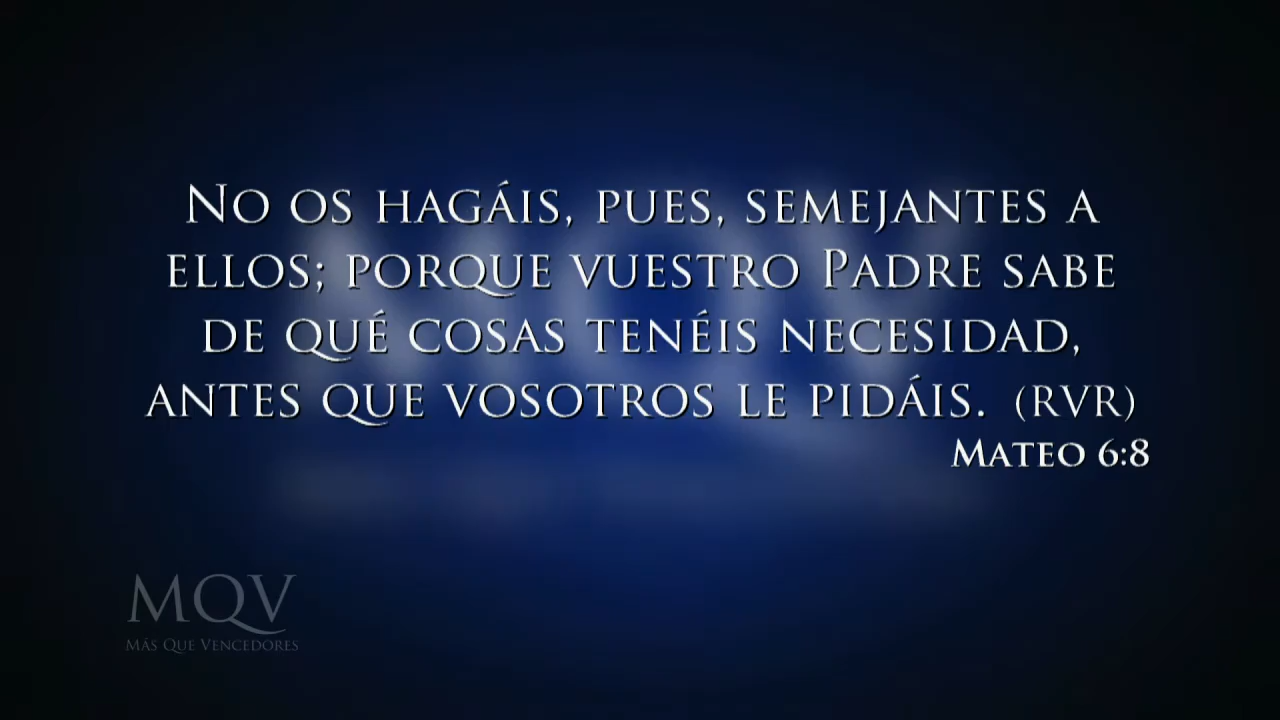 No os hagáis, pues, semejantes a
ellos; porque vuestro Padre sabe
de qué cosas tenéis necesidad,
antes que vosotros le pidáis. (RVR)
Mateo 6:8
MQV
Más Que Vencedores